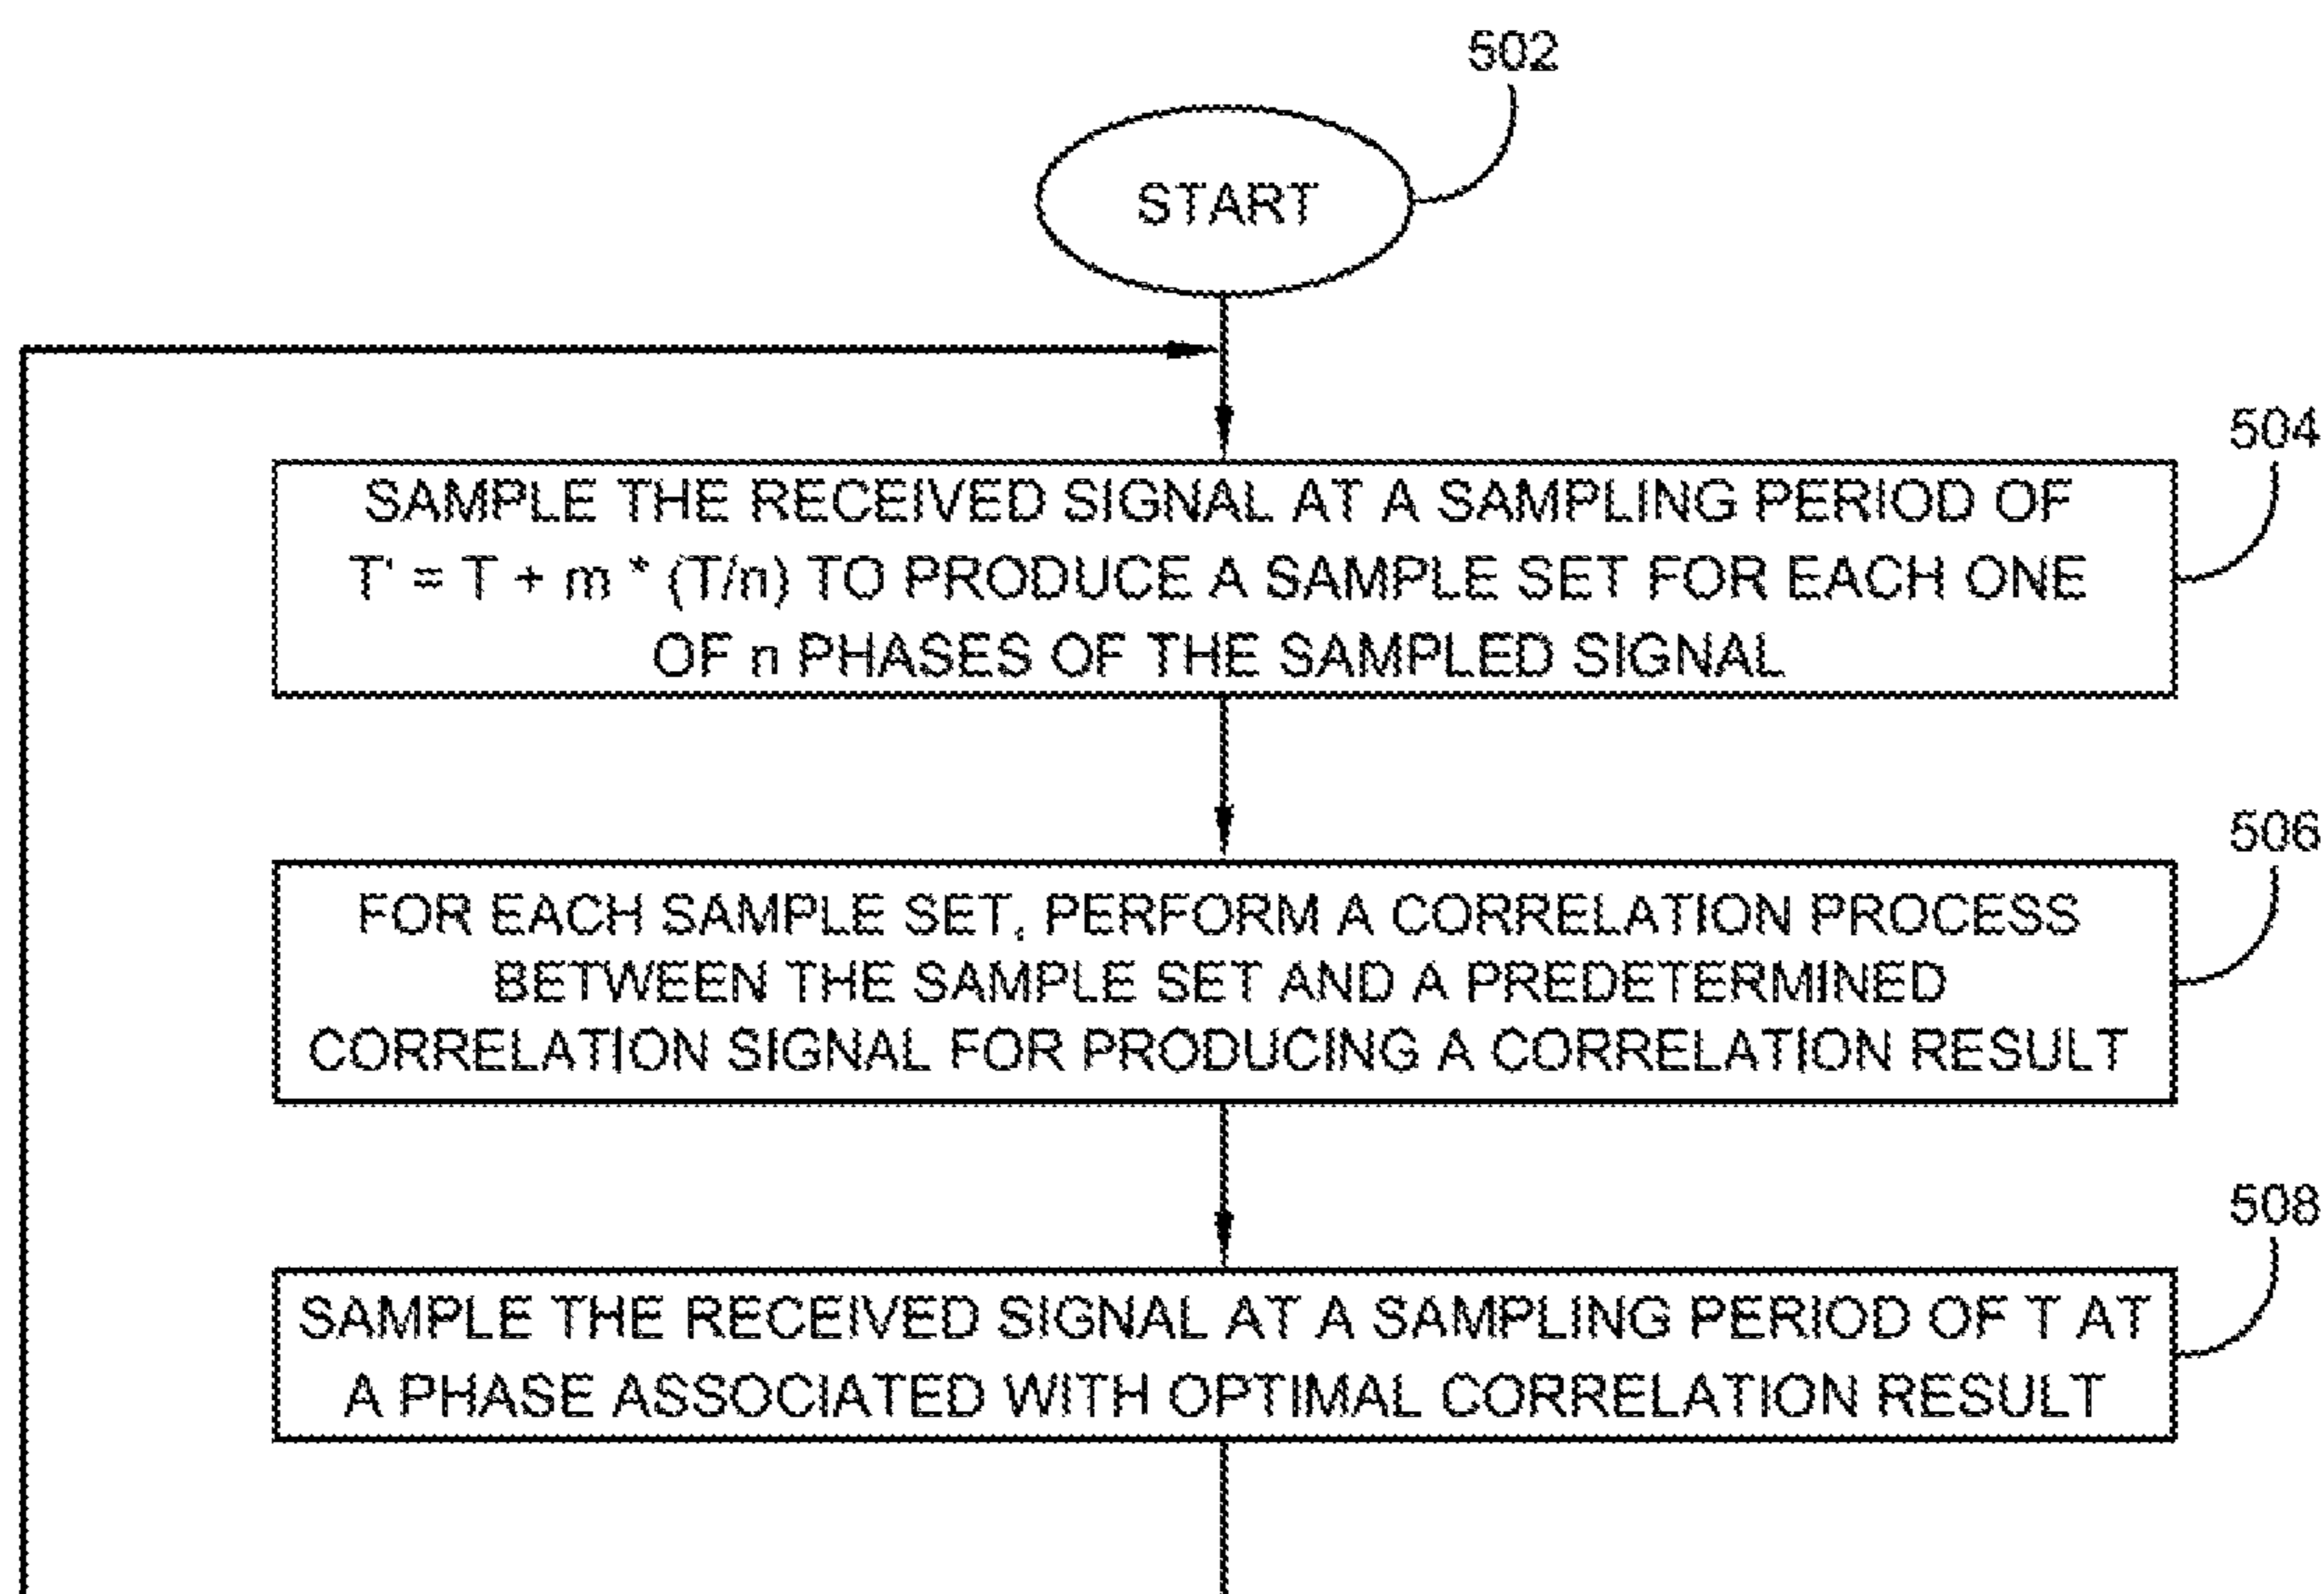 502
START
504
SAMPLE THE RECEIVED SIGNAL AT A SAMPLING PERIOD OF
T' = T + m * (T/n) TO PRODUCE A SAMPLE SET FOR EACH ONE
OF n PHASES OF THE SAMPLED SIGNAL
506
FOR EACH SAMPLE SET, PERFORM A CORRELATION PROCESS
BETWEEN THE SAMPLE SET AND A PREDETERMINED
CORRELATION SIGNAL FOR PRODUCING A CORRELATION RESULT
508
SAMPLE THE RECEIVED SIGNAL AT A SAMPLING PERIOD OF T AT
A PHASE ASSOCIATED WITH OPTIMAL CORRELATION RESULT